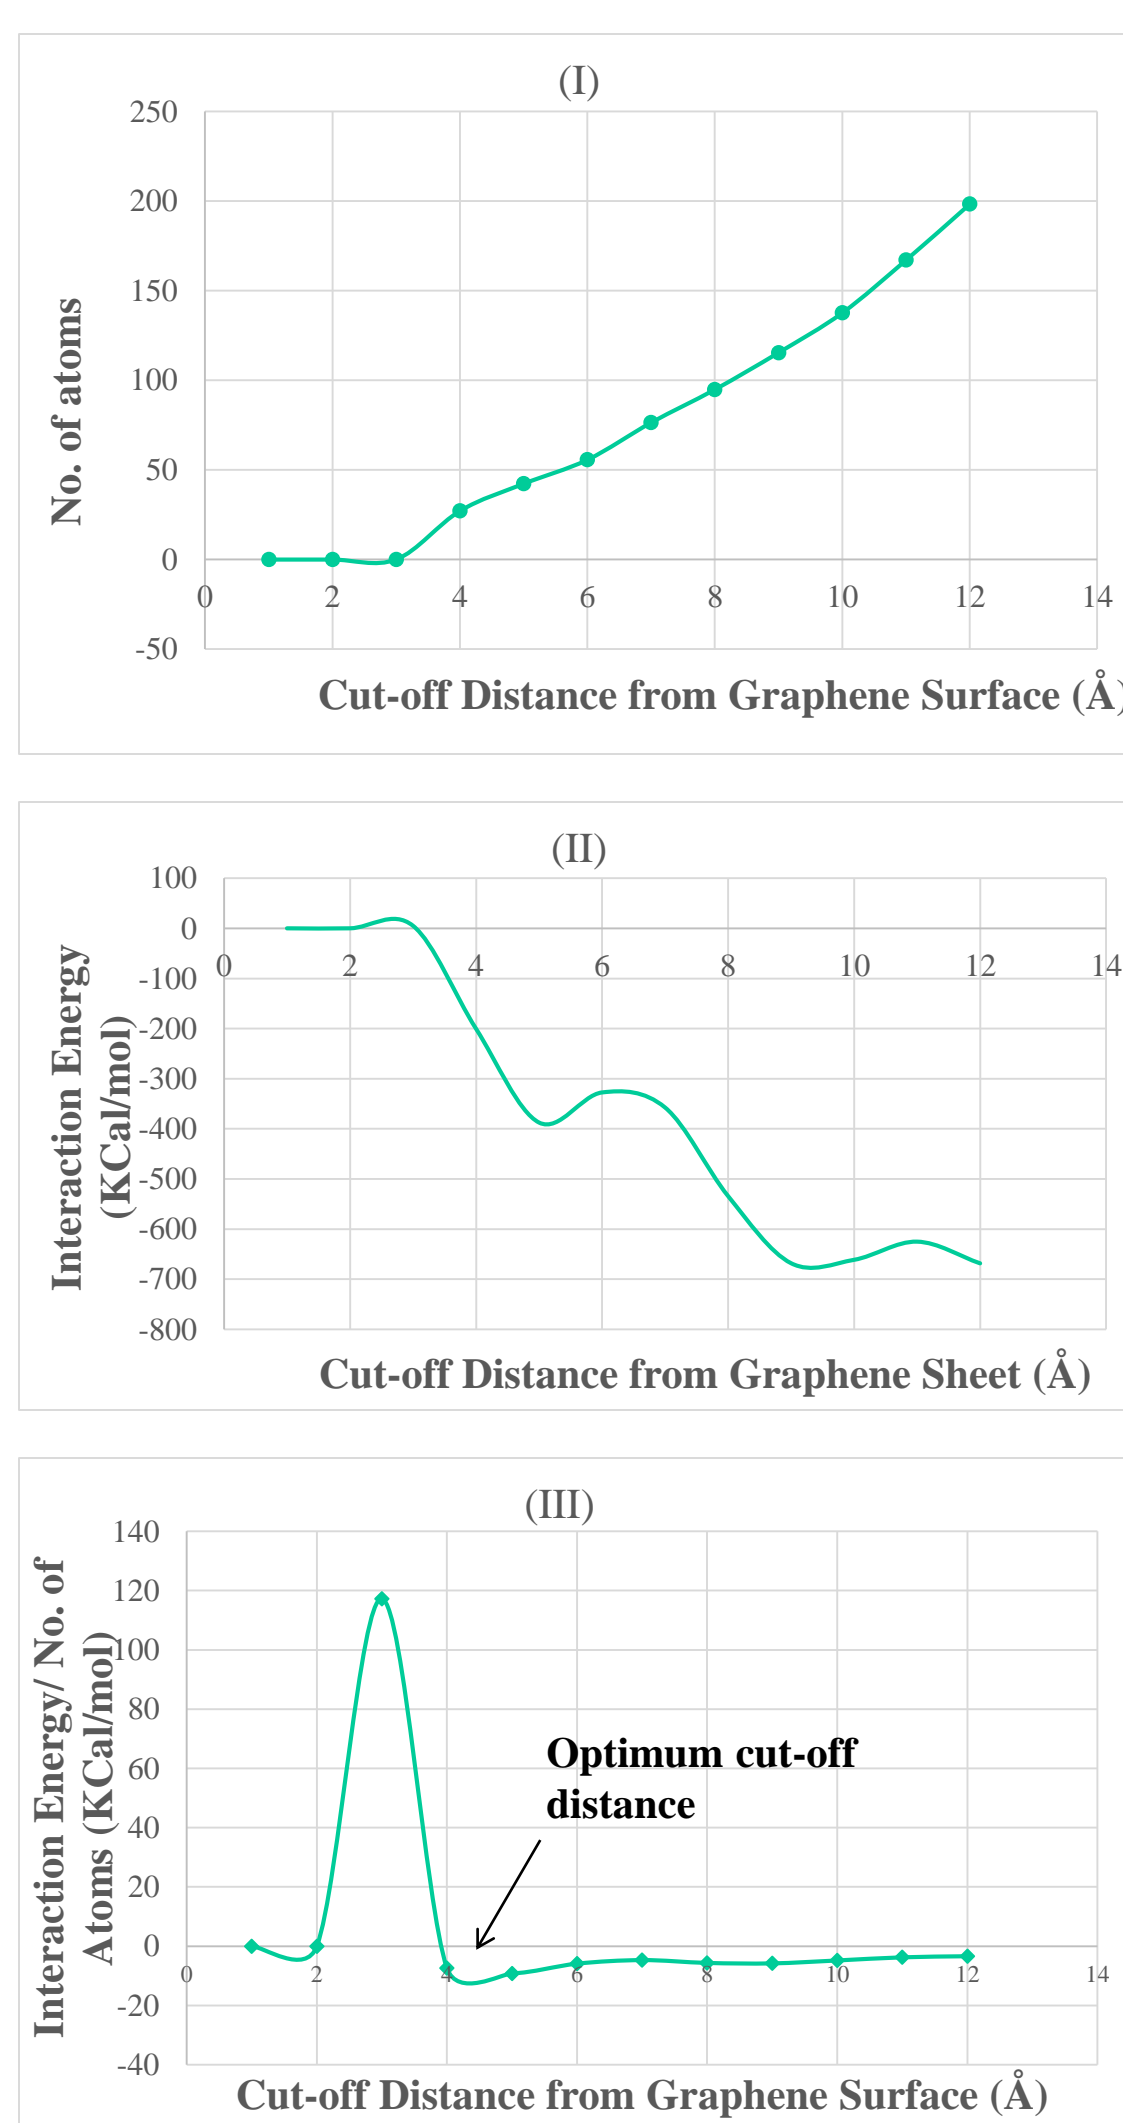 (I)
250
200
150
100
50
0
-50
No. of atoms
0 2 4 6 8 10 12 14
Cut-off Distance from Graphene Surface (Å)
(II)
100
0
-100
-200
-300
-400
-500
-600
-700
-800
Interaction Energy
(KCal/mol)
0 2 4 6 8 10 12 14
Cut-off Distance from Graphene Sheet (Å)
(III)
140
120
100
80
60
40
20
0
-20
-40
Interaction Energy/ No. of
Atoms (KCal/mol)
Optimum cut-off
distance
0 2 4 6 8 10 12 14
Cut-off Distance from Graphene Surface (Å)